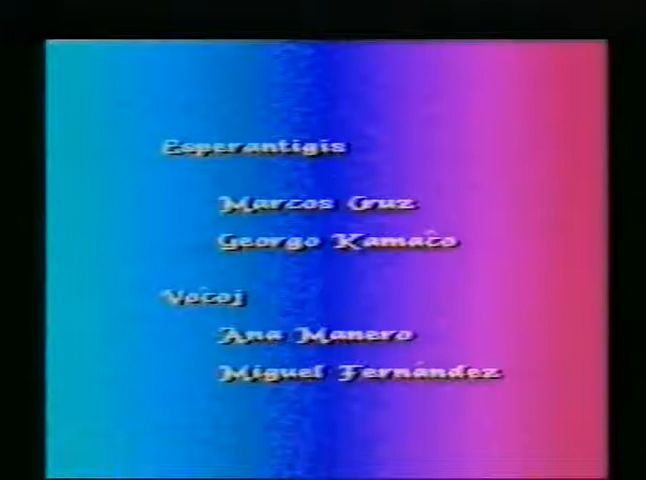 Esperantigis
Marcos Cruz
Georgo Kamaĉo
Voĉoj
Ana Manero
Miguel Fernández